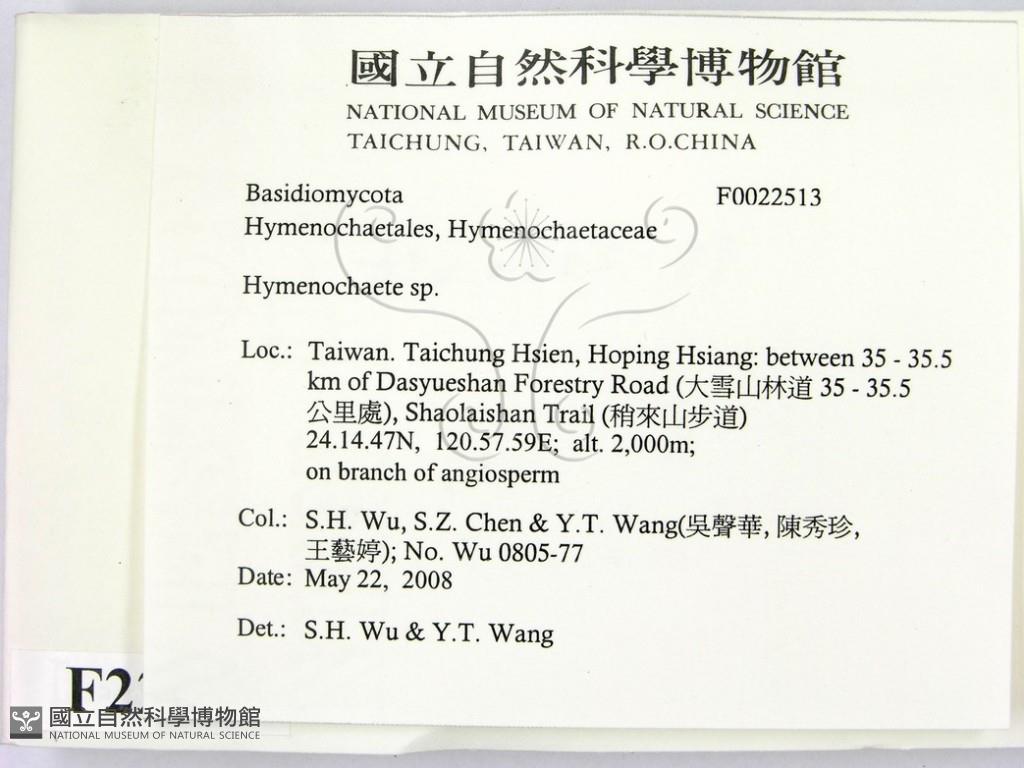 國立自然科學博物館
NATIONAL MUSEUM OF NATURAL SCIENCE
TAICHUNG, TAIWAN, R.O.CHINA
Basidiomycota F0022513
Hymenochaetales, Hymenochaetaceae
Hymenochaete sp.
Loc.: Taiwan. Taichung Hsien, Hoping Hsiang: between 35 - 35.5
km of Dasyueshan Forestry Road (大雪山林道 35 - 35.5
公里處), Shaolaishan Trail (稍來山步道)
24.14.47N, 120.57.59E; alt. 2,000m;
on branch of angiosperm
Col.: S.H. Wu, S.Z. Chen & Y.T. Wang(吳聲華, 陳秀珍,
王藝婷); No. Wu 0805-77
Date: May 22, 2008
Det.: S.H. Wu & Y.T. Wang
國立自然科學博物館
NATIONAL MUSEUM OF NATURAL SCIENCE